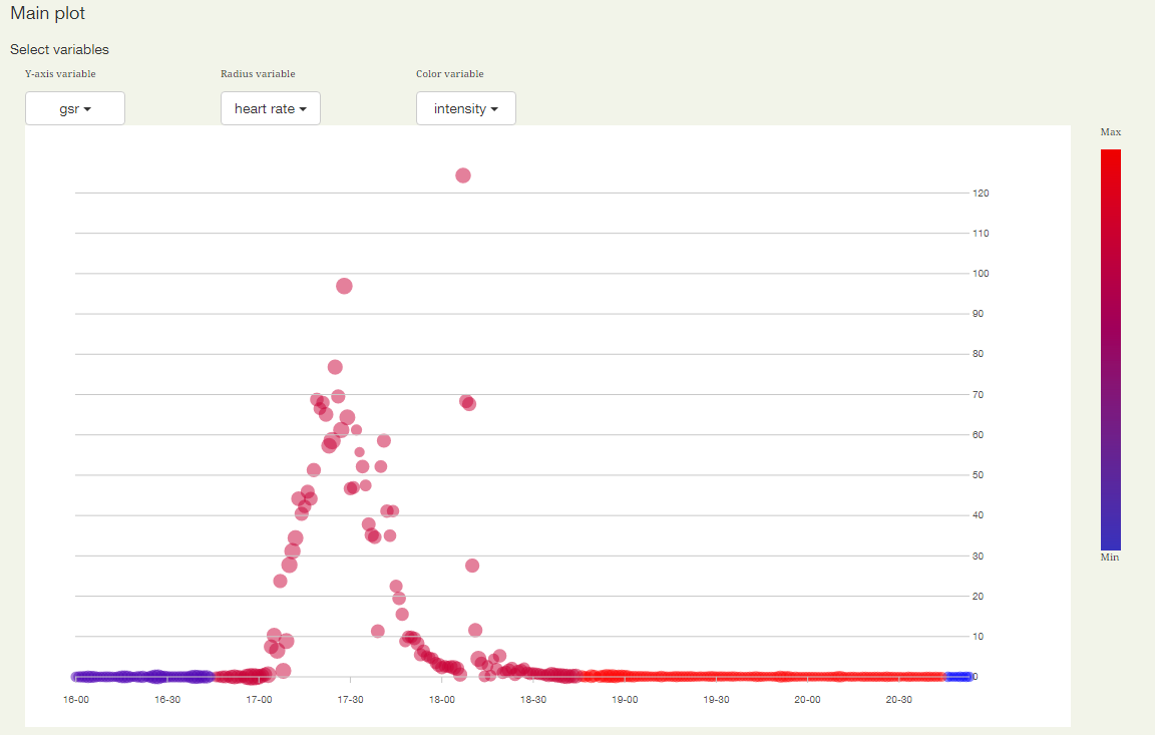 Main plot
Select variables
Y-axis variable
Radius variable
Color variable
gsr
heart rate
intensity
Max
120
110
100
90
80
70
60
50
40
30
Min
20
10
0
16-00
16-30
17-00
17-30
18-00
18-30
19-00
19-30
20-00
20-30